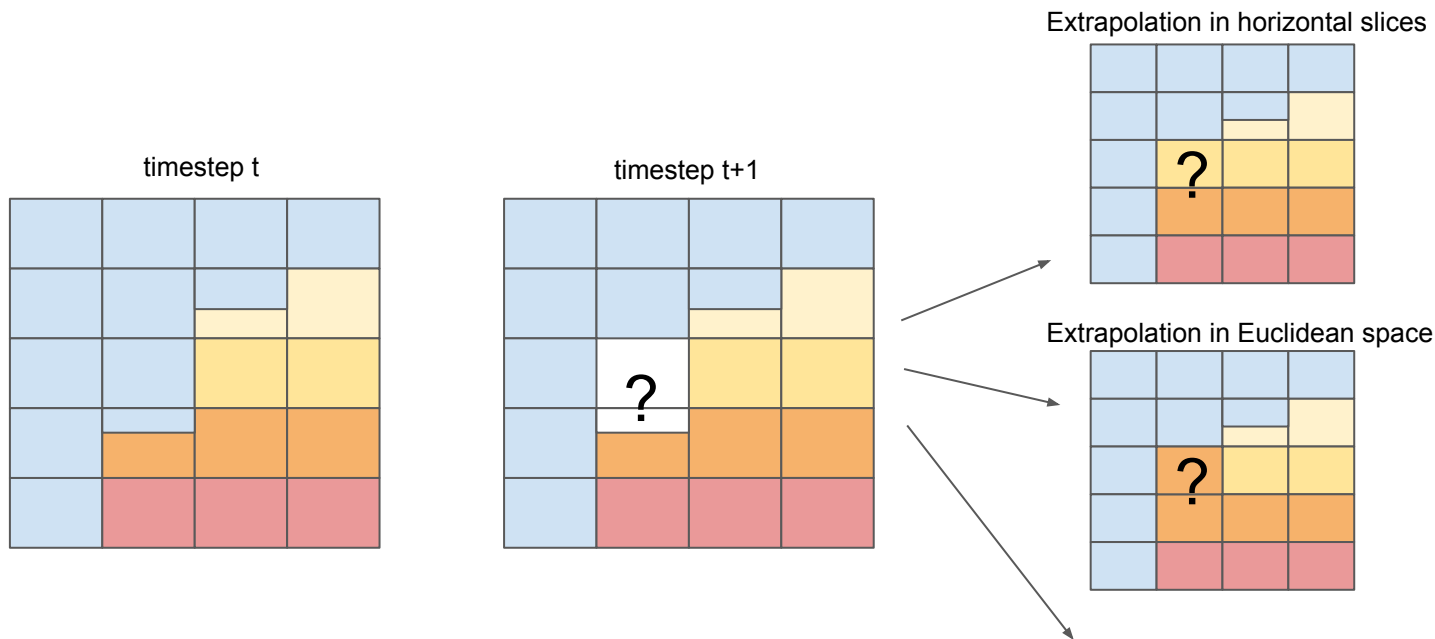 Extrapolation in horizontal slices
timestep t
timestep t+1
?
?
Extrapolation in Euclidean space
?